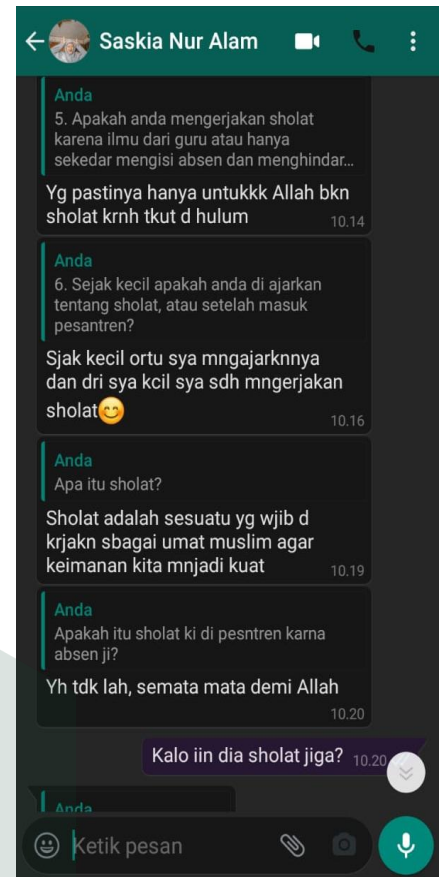 Saskia Nur Alam
Anda
5. Apakah anda mengerjakan sholat
karena ilmu dari guru atau hanya
sekedar mengisi absen dan menghindar...
Yg pastinya hanya untukkk Allah bkn
sholat krnh tkut d hulum 10.14
Anda
6. Sejak kecil apakah anda di ajarkan
tentang sholat, atau setelah masuk
pesantren?
Sjak kecil ortu sya mngajarknnya
dan dri sya kcil sya sdh mngerjakan
sholat😊 10.16
Anda
Apa itu sholat?
Sholat adalah sesuatu yg wjib d
krjakn sbagai umat muslim agar
keimanan kita mnjadi kuat 10.19
Anda
Apakah itu sholat ki di pesntren karna
absen ji?
Yh tdk lah, semata mata demi Allah
10.20
Kalo iin dia sholat jiga? 10.20
Anda
Ketik pesan